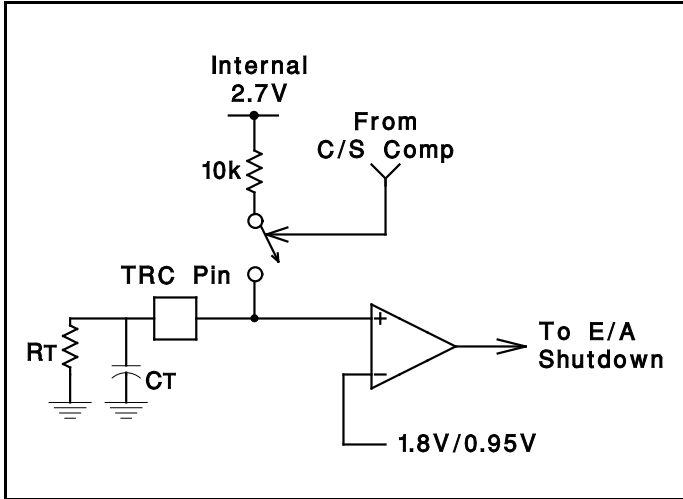 Internal
2.7V
From
C/S Comp
10k
TRC Pin
+
RT
CT
−
To E/A
Shutdown
1.8V/0.95V